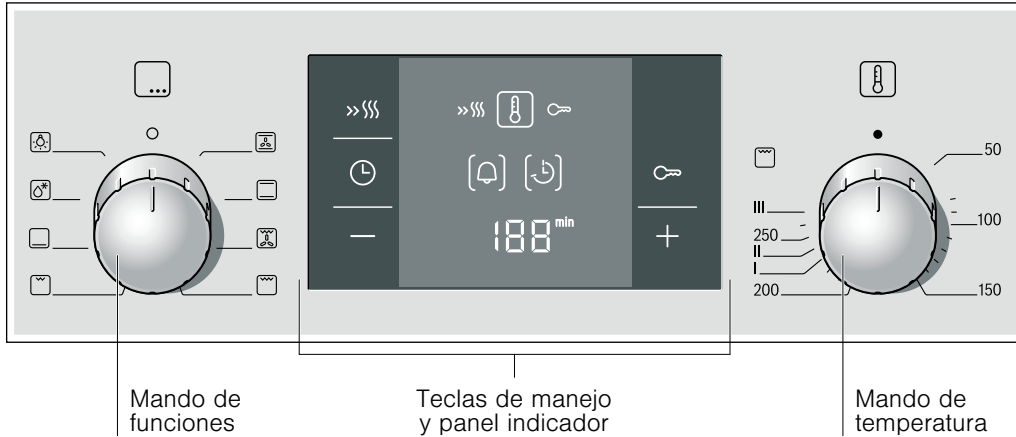 50
100
150
III
250
II
I
200
188 min
Mando de
funciones
Teclas de manejo
y panel indicador
Mando de
temperatura